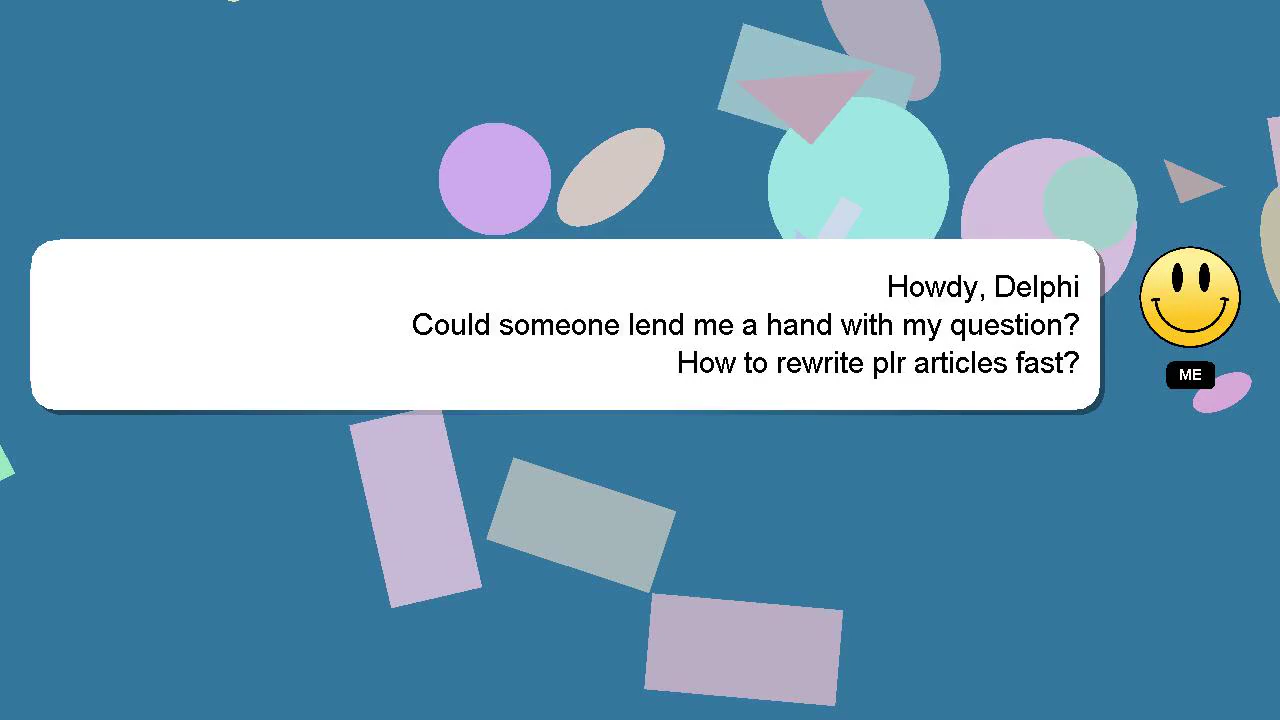 Howdy, Delphi
Could someone lend me a hand with my question?
How to rewrite plr articles fast?
ME